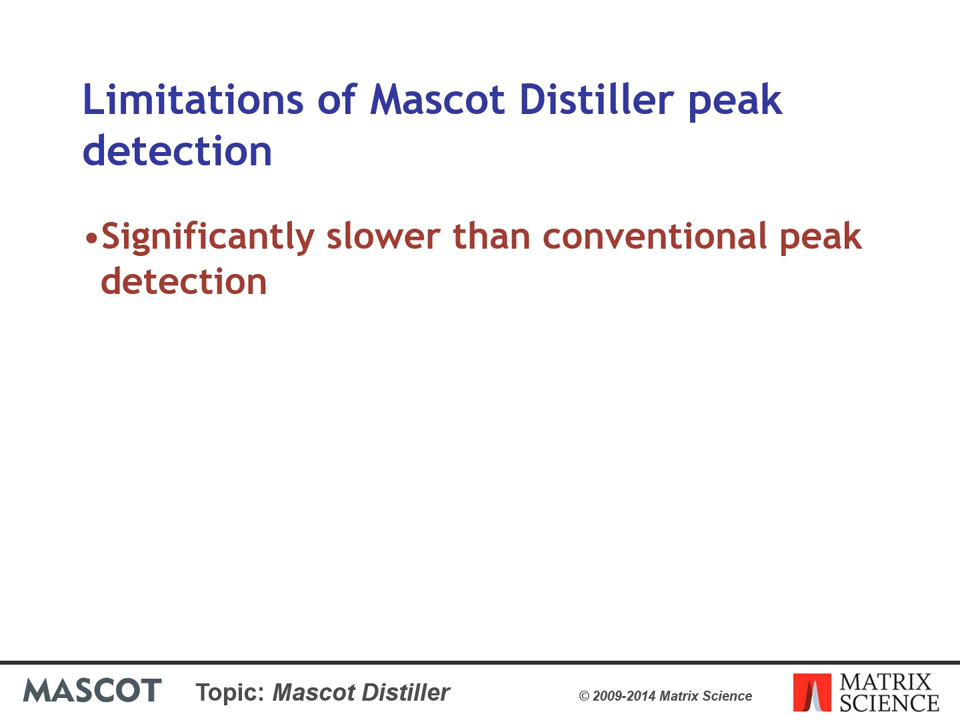 Limitations of Mascot Distiller peak
detection
•Significantly slower than conventional peak
detection
MASCOT
Topic: Mascot Distiller
© 2009-2014 Matrix Science
MATRIX
SCIENCE